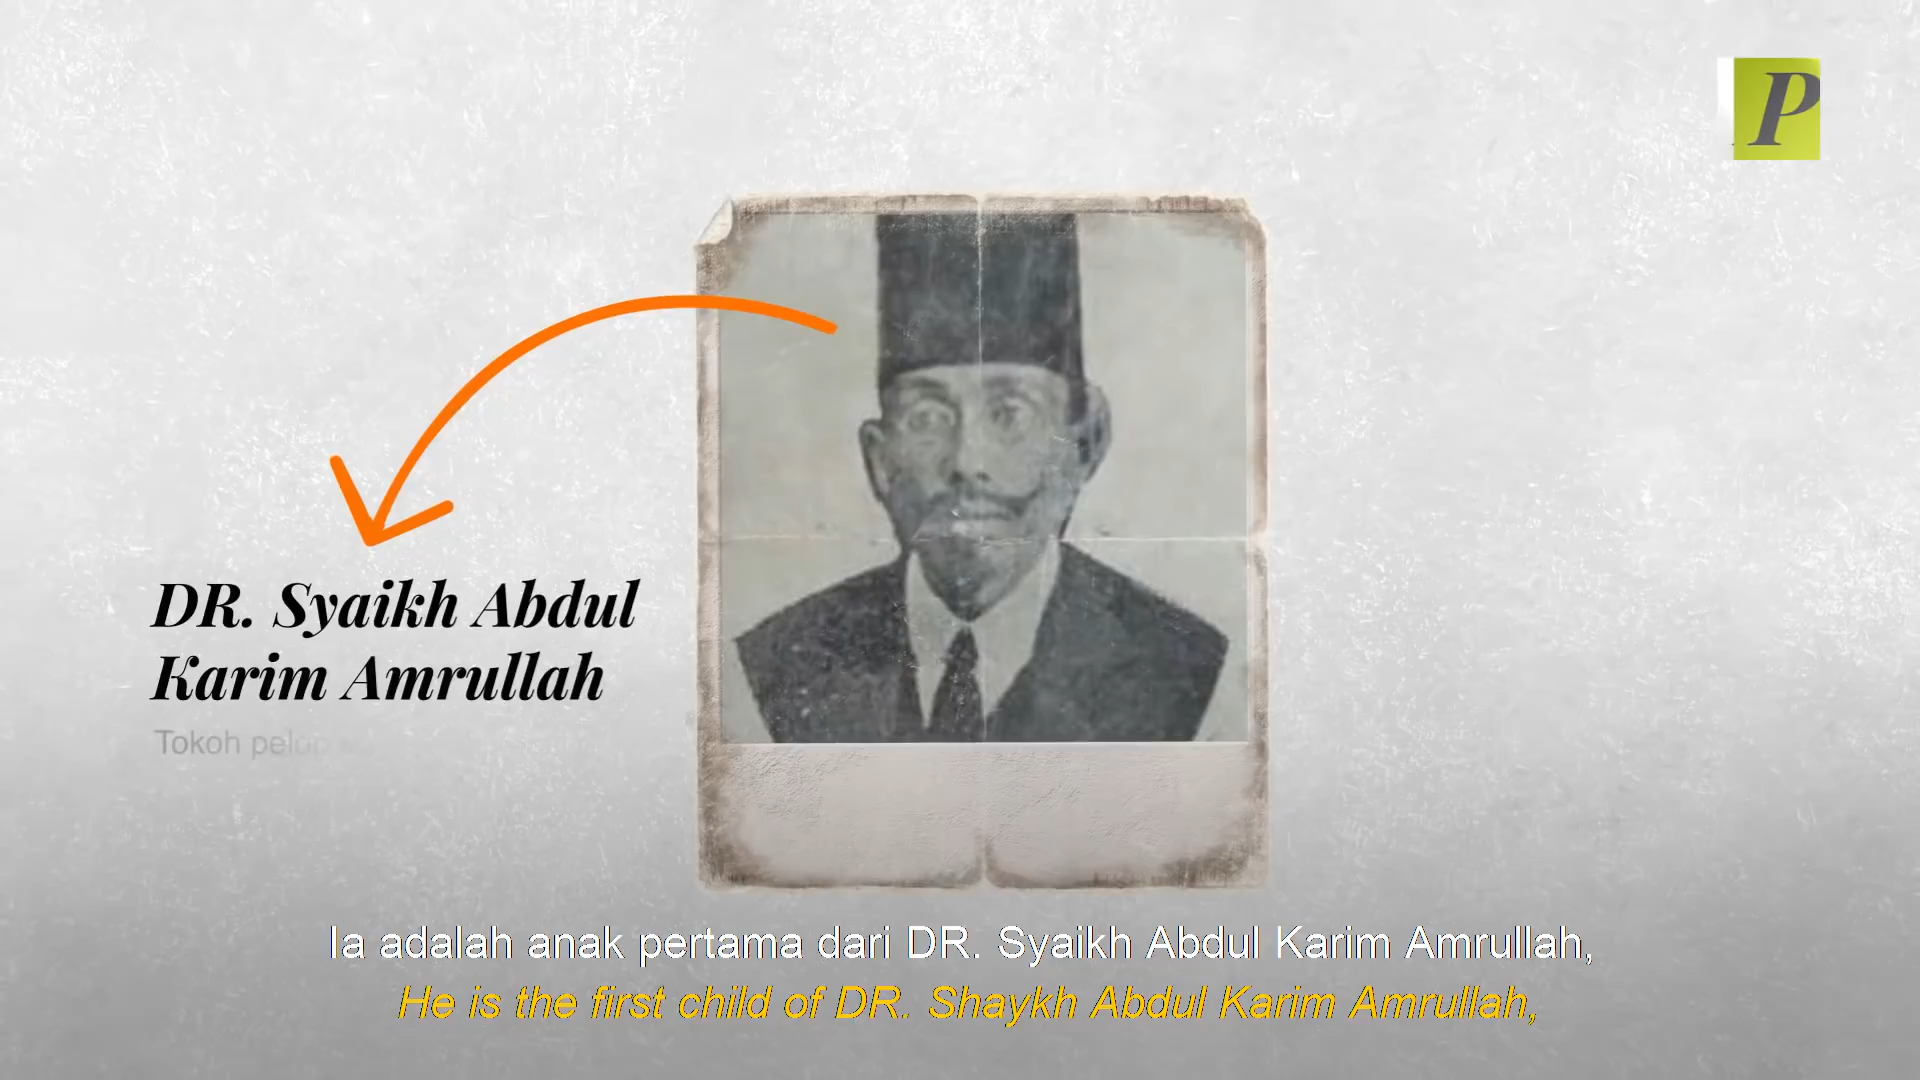 P
DR. Syaikh Abdul
Karim Amrullah
Tokoh
Ia adalah anak pertama dari DR. Syaikh Abdul Karim Amrullah,
He is the first child of DR. Shaykh Abdul Karim Amrullah,